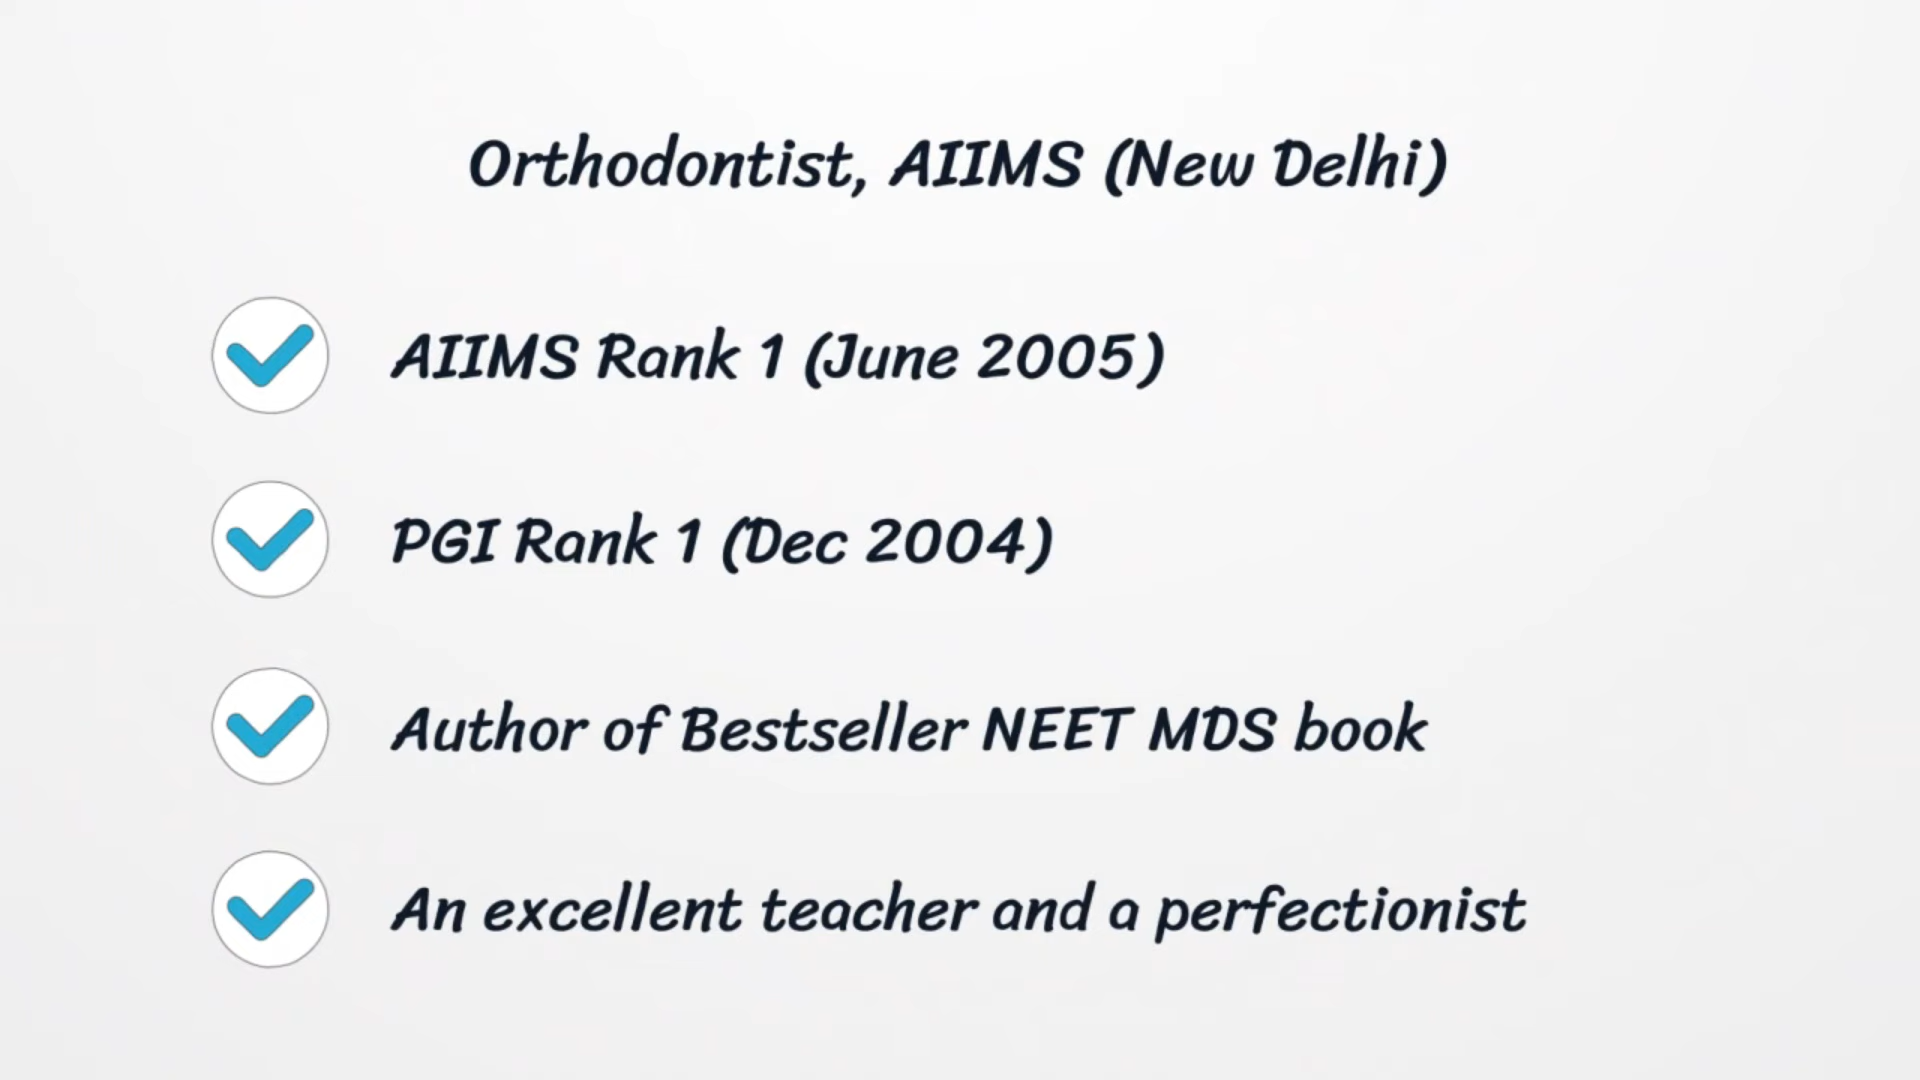 Orthodontist, AIIMS (New Delhi)
AIIMS Rank 1 (June 2005)
PGI Rank 1 (Dec 2004)
Author of Bestseller NEET MDS book
An excellent teacher and a perfectionist